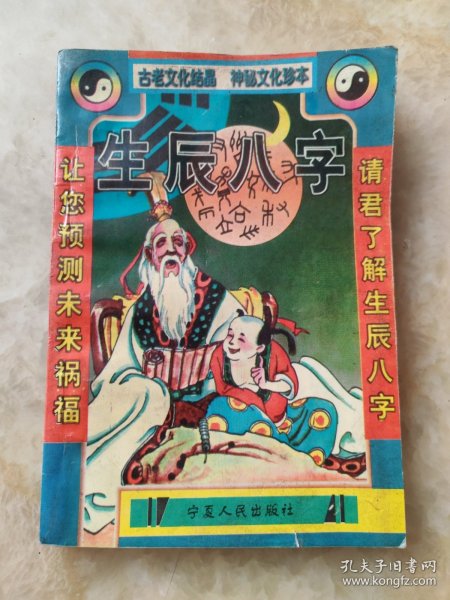 古老文化结晶 神秘文化珍本
生辰八字
请君了解生辰八字
让您预测未来祸福
宁夏人民出版社
孔夫子旧书网
www.kongfz.com